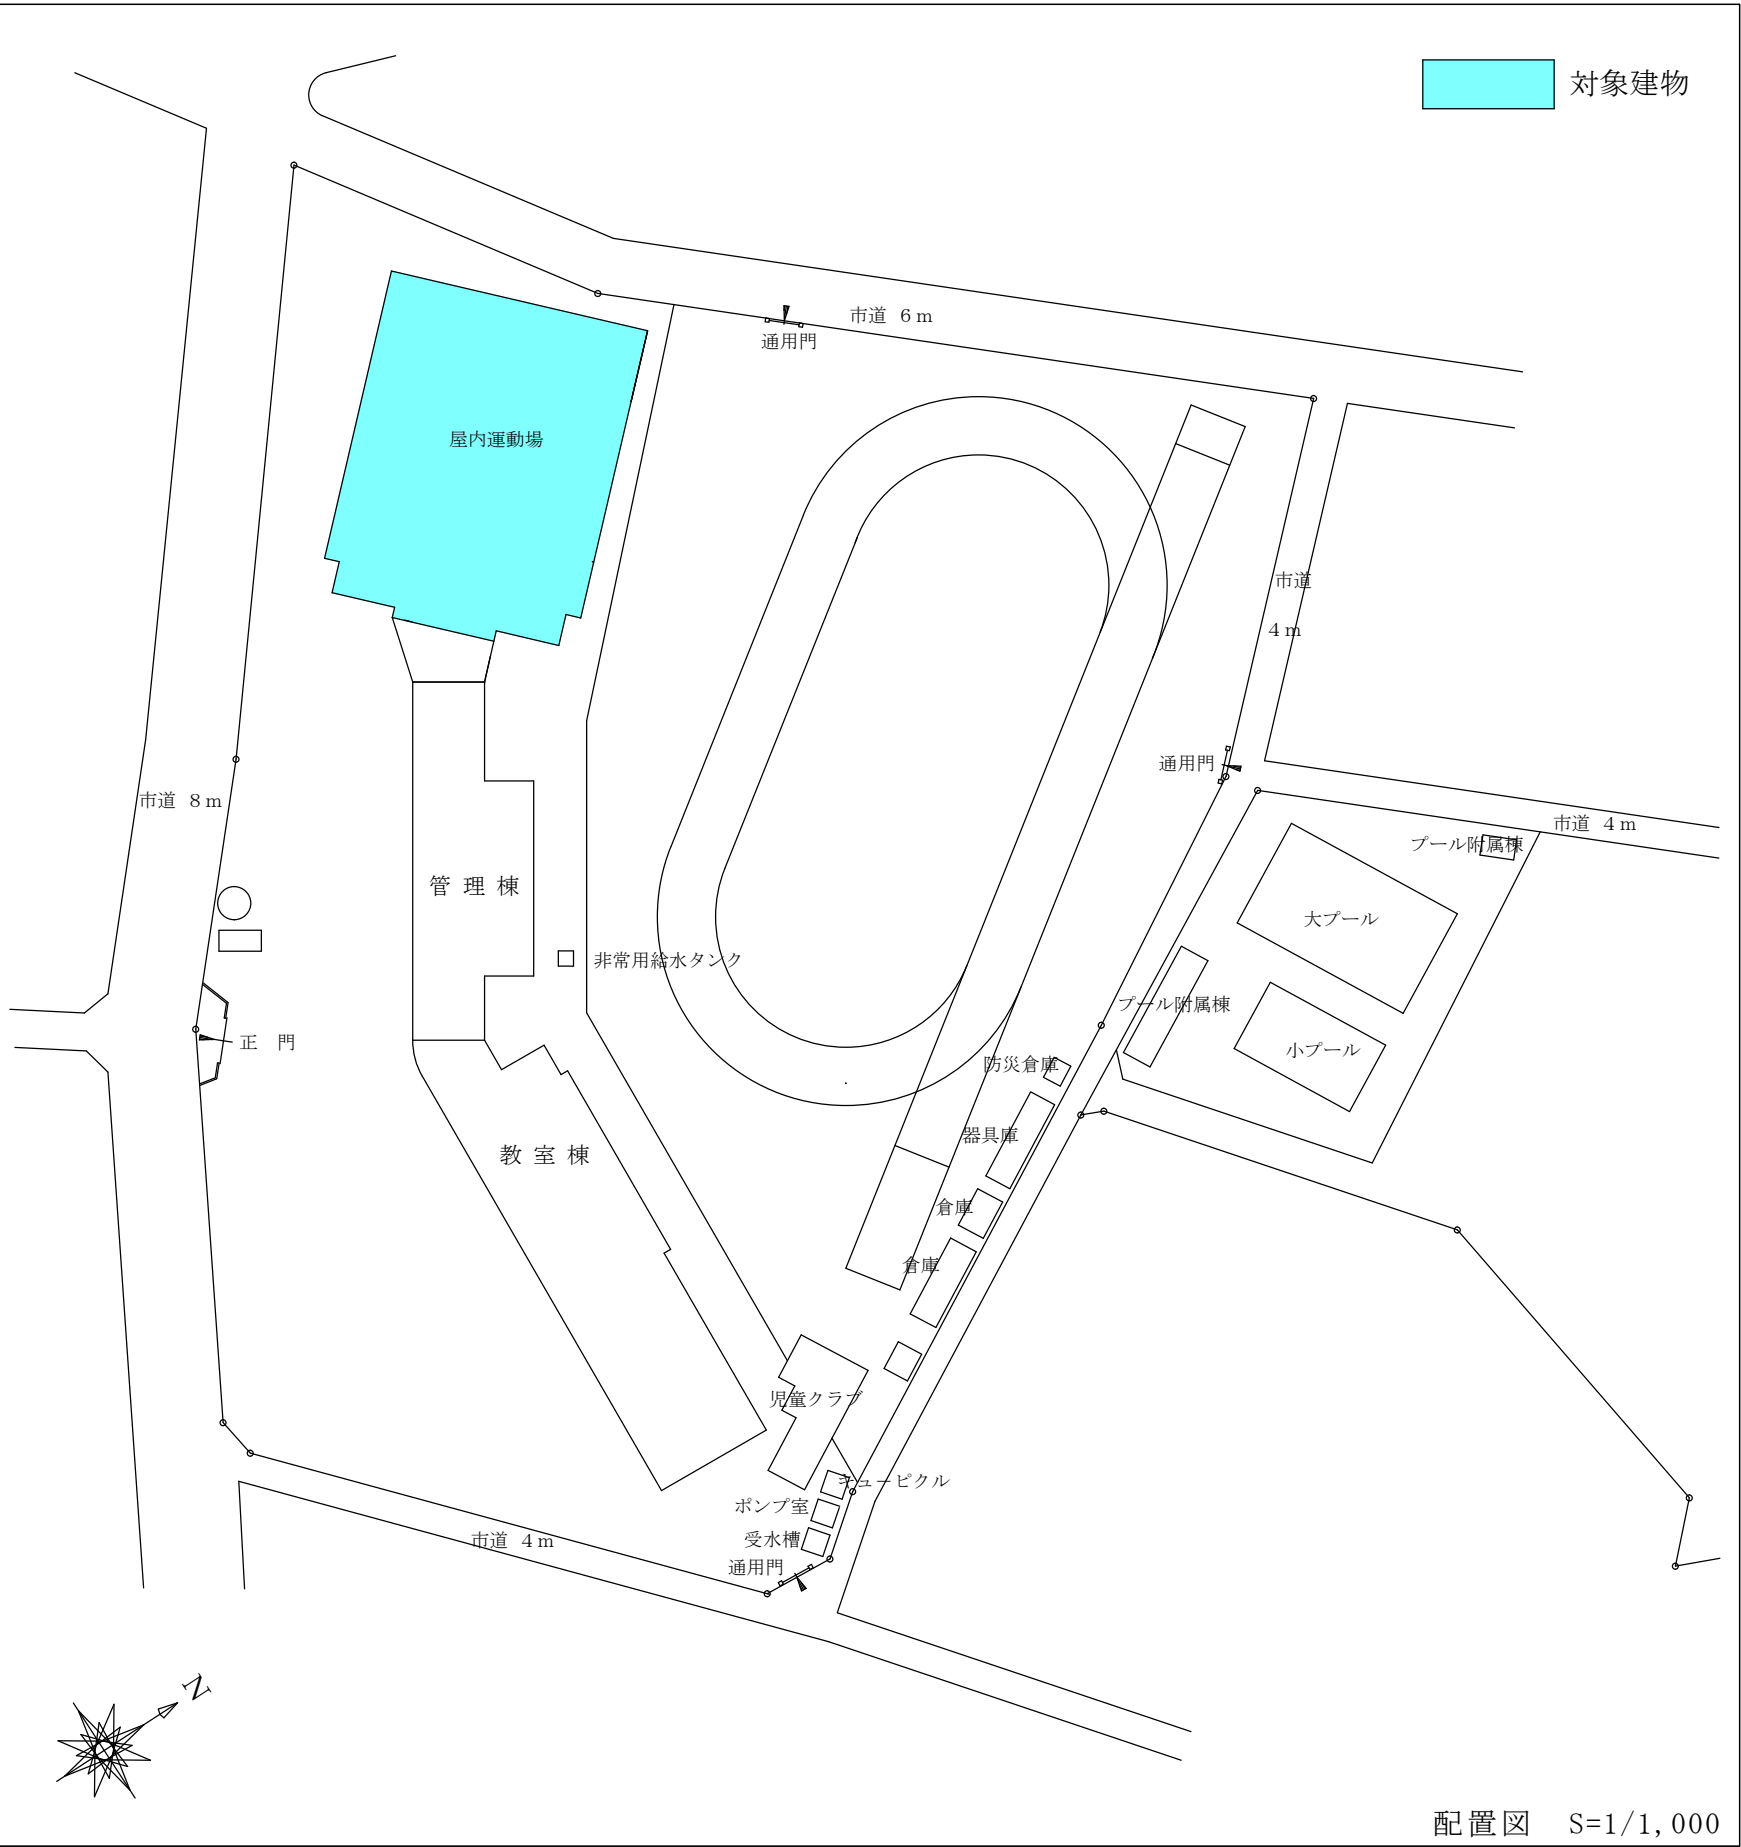 対象建物
市道 6m
通用門
屋内運動場
市道
4m
通用門
市道 8m
市道 4m
プール附属棟
管理棟
大プール
非常用給水タンク
プール附属棟
正 門
小プール
防災倉庫
器具庫
教室棟
倉庫
倉庫
児童クラブ
キュービクル
ポンプ室
市道 4m
受水槽
通用門
N
配置図 S=1/1,000